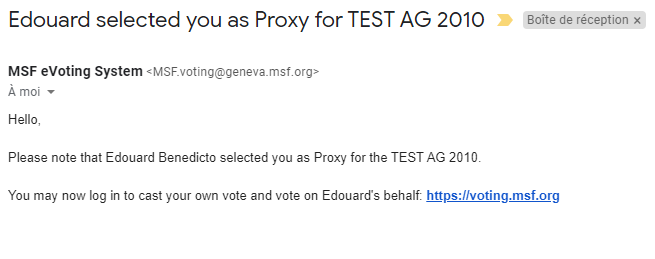 Edouard selected you as Proxy for TEST AG 2010 Boîte de réception ×
MSF eVoting System <MSF.voting@geneva.msf.org>
À moi
Hello,
Please note that Edouard Benedicto selected you as Proxy for the TEST AG 2010.
You may now log in to cast your own vote and vote on Edouard's behalf: https://voting.msf.org